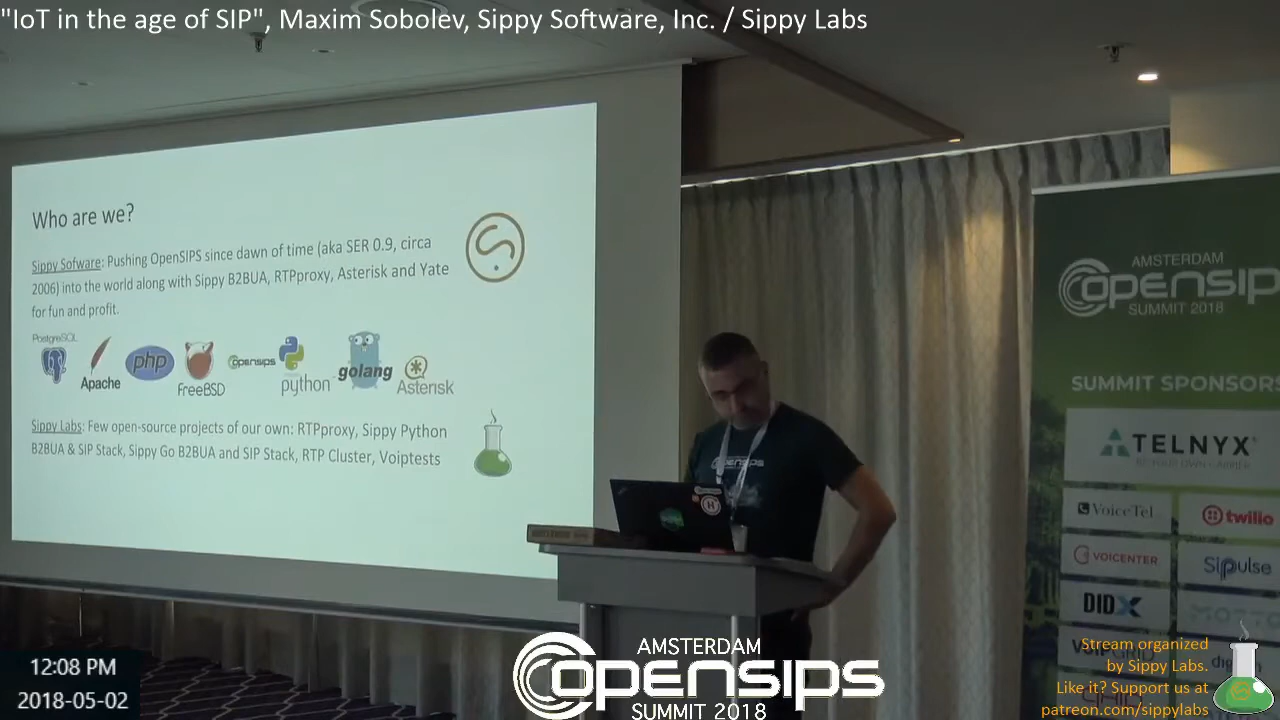 "IoT in the age of SIP", Maxim Sobolev, Sippy Software, Inc. / Sippy Labs
Who are we?
Sippy Sofware: Pushing OpenSIPS since dawn of time (aka SER 0.9, circa
2006) into the world along with Sippy B2BUA, RTPproxy, Asterisk and Yate
for fun and profit.
PostgreSQL
Apache
php
FreeBSD
opensips
python
golang
Asterisk
Sippy Labs: Few open-source projects of our own: RTPproxy, Sippy Python
B2BUA & SIP Stack, Sippy Go B2BUA and SIP Stack, RTP Cluster, Voiptests
AMSTERDAM
OPENSIPS
SUMMIT 2018
SUMMIT SPONSORS
TELNYX
BE YOUR OWN CARRIER
VoiceTel
twilio
VOICENTER
Sipulse
DIDX
12:08 PM
2018-05-02
AMSTERDAM
OPENSIPS
SUMMIT 2018
Stream organized
by Sippy Labs.
Like it? Support us at
patreon.com/sippylabs